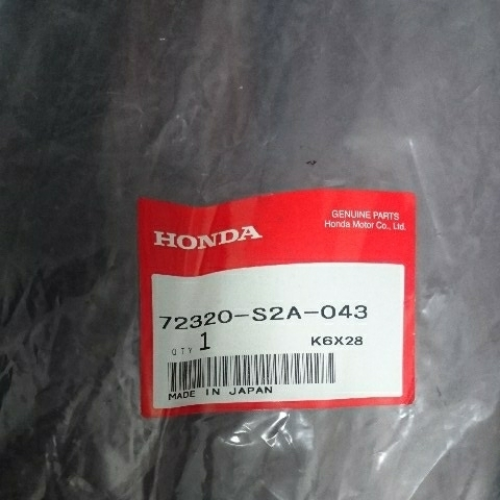 GENUINE PARTS
Honda Motor Co., Ltd.
HONDA
72320-S2A-043
QTY 1 K6X28
MADE IN JAPAN